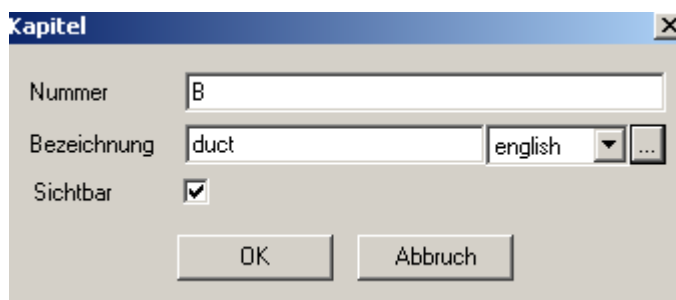 Kapitel
Nummer B
Bezeichnung duct english ...
Sichtbar
OK Abbruch